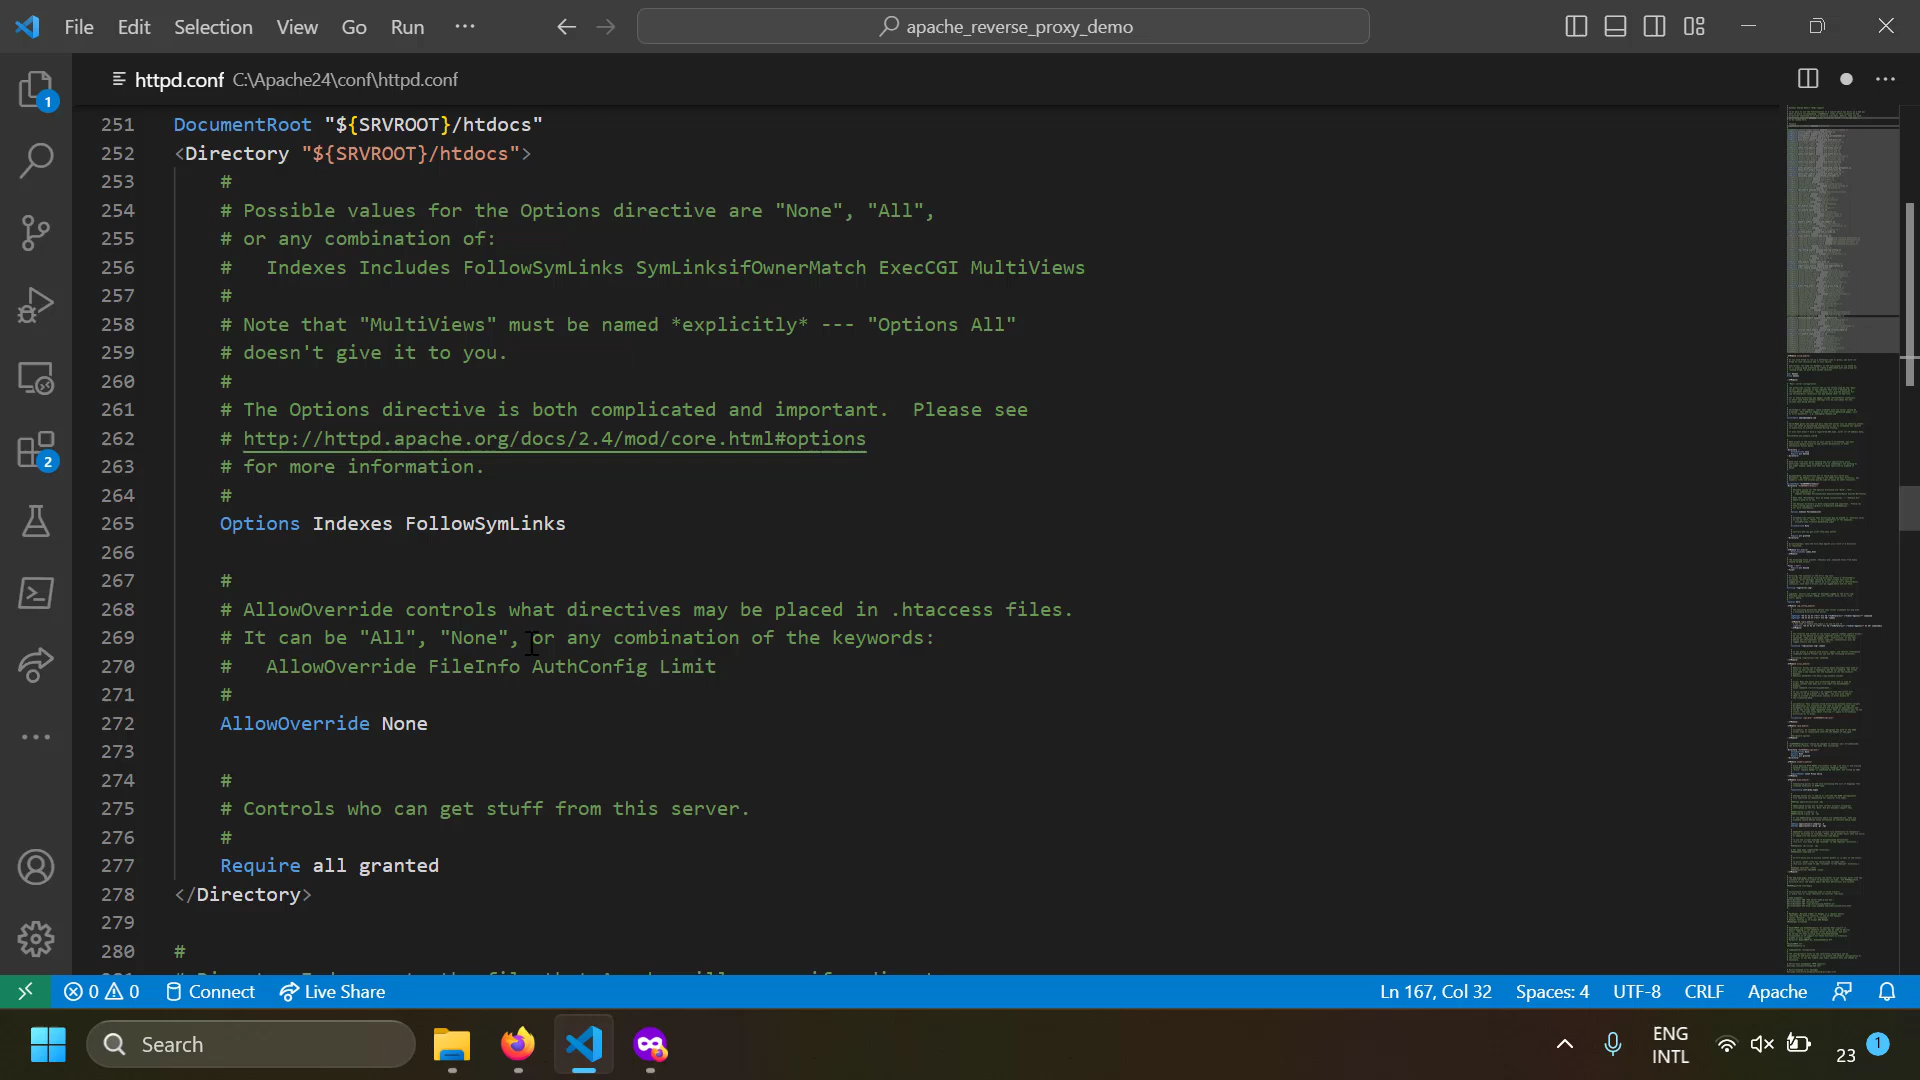 File Edit Selection View Go Run ···
apache_reverse_proxy_demo
httpd.conf C:\Apache24\conf\httpd.conf
251 DocumentRoot "${SRVROOT}/htdocs"
252 <Directory "${SRVROOT}/htdocs">
253 #
254 # Possible values for the Options directive are "None", "All",
255 # or any combination of:
256 #   Indexes Includes FollowSymLinks SymLinksifOwnerMatch ExecCGI MultiViews
257 #
258 # Note that "MultiViews" must be named *explicitly* --- "Options All"
259 # doesn't give it to you.
260 #
261 # The Options directive is both complicated and important.  Please see
262 # http://httpd.apache.org/docs/2.4/mod/core.html#options
263 # for more information.
264 #
265 Options Indexes FollowSymLinks
266
267 #
268 # AllowOverride controls what directives may be placed in .htaccess files.
269 # It can be "All", "None", or any combination of the keywords:
270 #   AllowOverride FileInfo AuthConfig Limit
271 #
272 AllowOverride None
273
274 #
275 # Controls who can get stuff from this server.
276 #
277 Require all granted
278 </Directory>
279
280 #
1
2
0 0 Connect Live Share
Ln 167, Col 32 Spaces: 4 UTF-8 CRLF Apache
Search
ENG
INTL
23 1